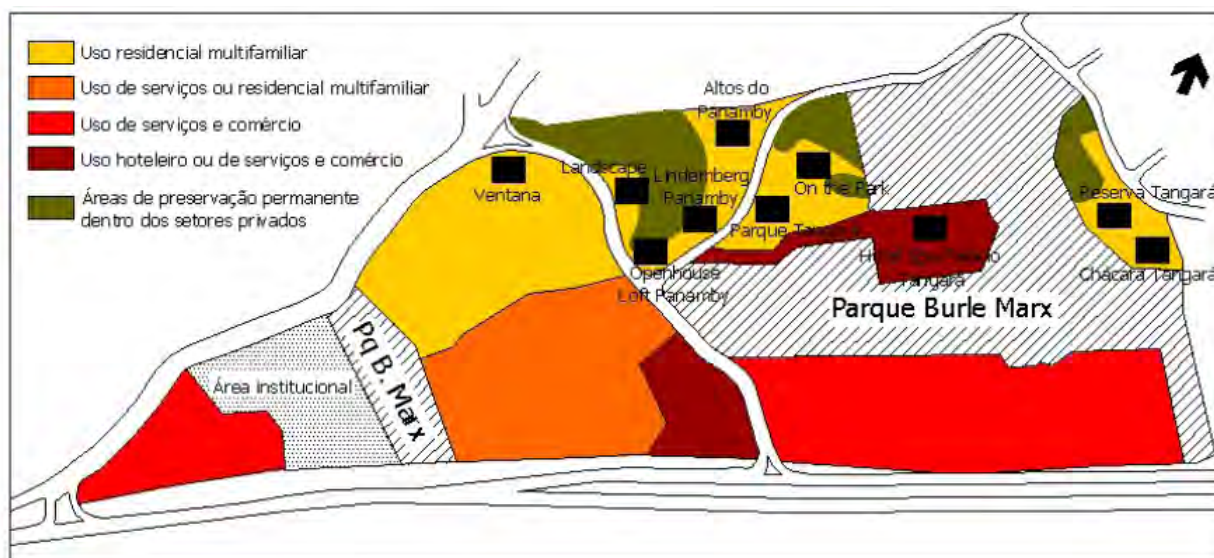 Uso residencial multifamiliar
Uso de serviços ou residencial multifamiliar
Uso de serviços e comércio
Uso hoteleiro ou de serviços e comércio
Áreas de preservação permanente
dentro dos setores privados
Altos do
Panamby
Ventana
Landscape
Lindemberg
Panamby
On the Park
Parque
Reserva Tangará
Openhouse
Loft Panamby
Tangará
Chácara Tangará
Parque Burle Marx
Pq B. Marx
Área institucional